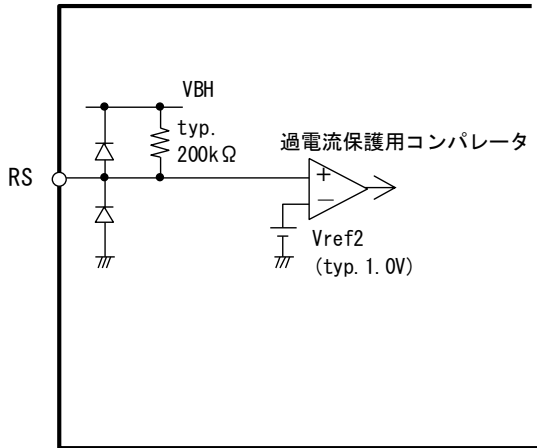 VBH
typ.
200kΩ
過電流保護用コンパレータ
RS
+
−
Vref2
(typ.1.0V)